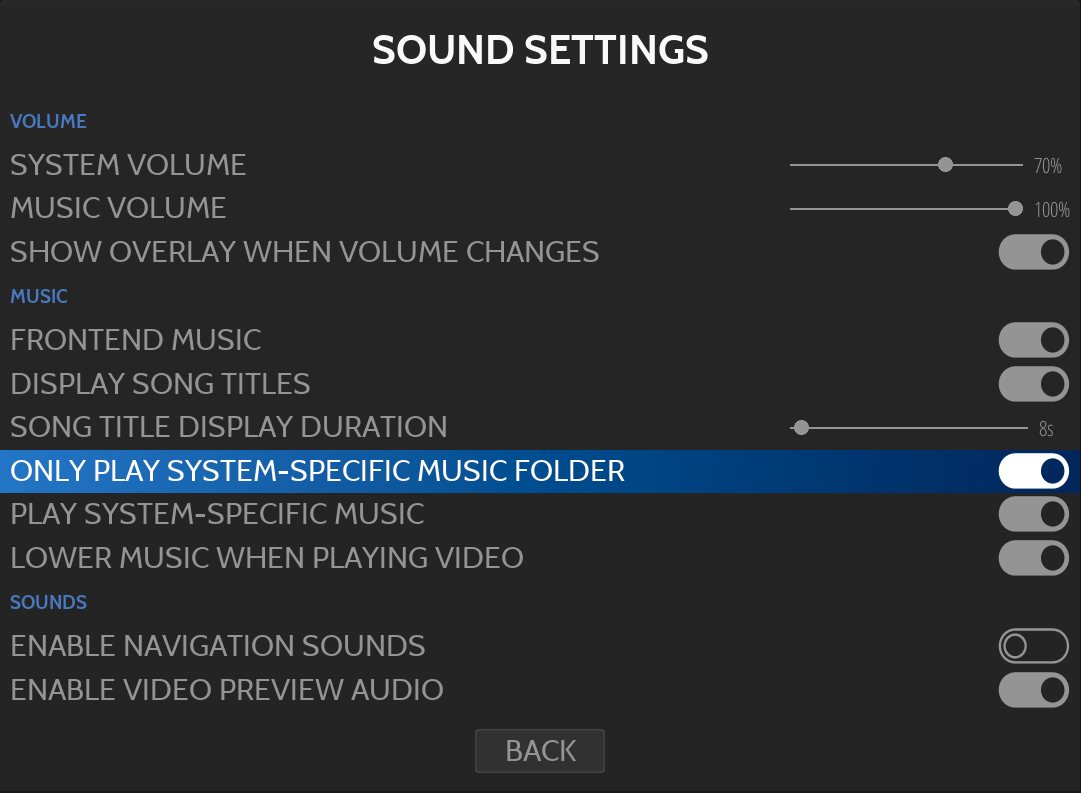 SOUND SETTINGS
VOLUME
SYSTEM VOLUME 70%
MUSIC VOLUME 100%
SHOW OVERLAY WHEN VOLUME CHANGES
MUSIC
FRONTEND MUSIC
DISPLAY SONG TITLES
SONG TITLE DISPLAY DURATION 8s
ONLY PLAY SYSTEM-SPECIFIC MUSIC FOLDER
PLAY SYSTEM-SPECIFIC MUSIC
LOWER MUSIC WHEN PLAYING VIDEO
SOUNDS
ENABLE NAVIGATION SOUNDS
ENABLE VIDEO PREVIEW AUDIO
BACK